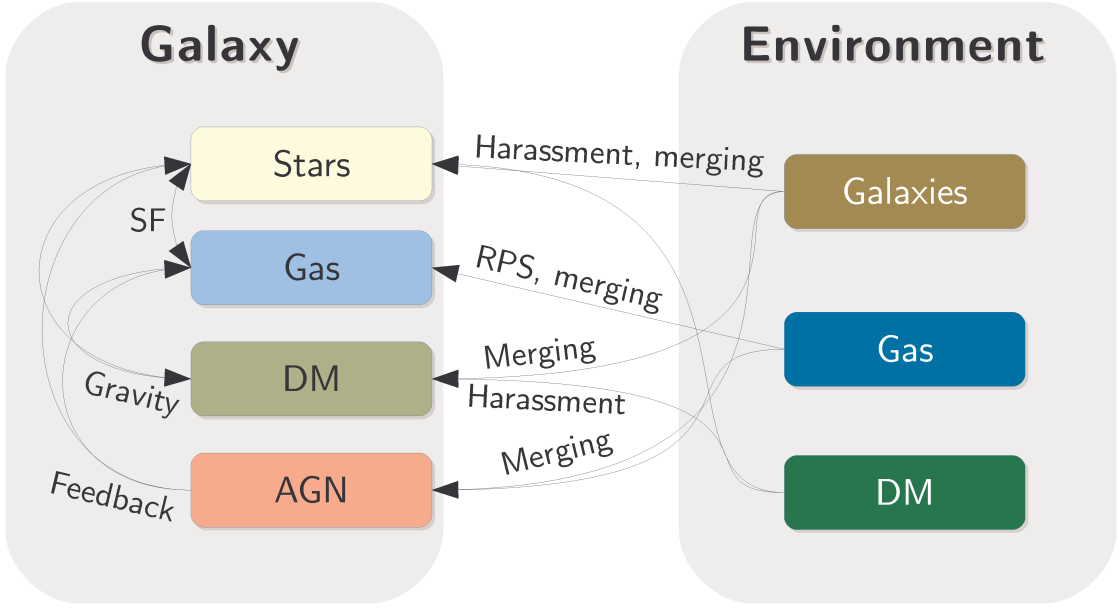 Galaxy
Environment
Stars
Harassment, merging
Galaxies
SF
Gas
RPS, merging
Gas
Merging
DM
Gravity
Harassment
Merging
AGN
Feedback
DM